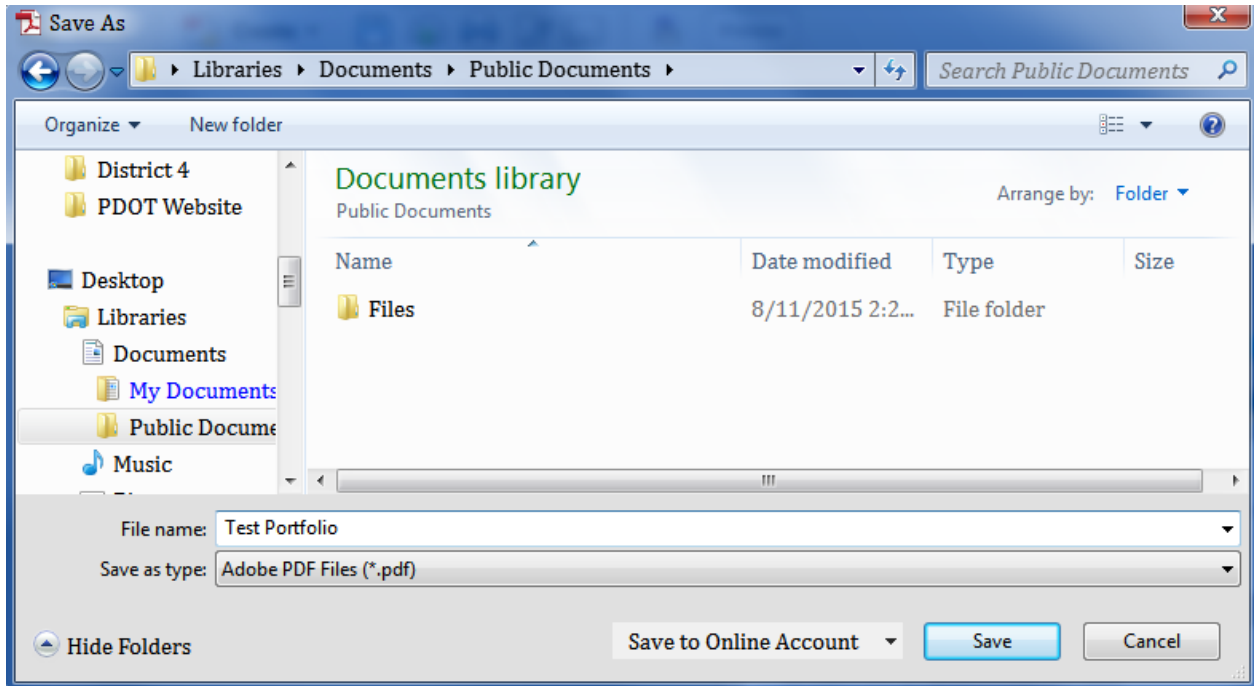 Save As
Libraries Documents Public Documents Search Public Documents
Organize New folder
District 4
PDOT Website
Desktop
Libraries
Documents
My Documents
Public Docume
Music
Documents library
Public Documents
Arrange by: Folder
Name Date modified Type Size
Files 8/11/2015 2:2... File folder
File name: Test Portfolio
Save as type: Adobe PDF Files (*.pdf)
Hide Folders Save to Online Account Save Cancel